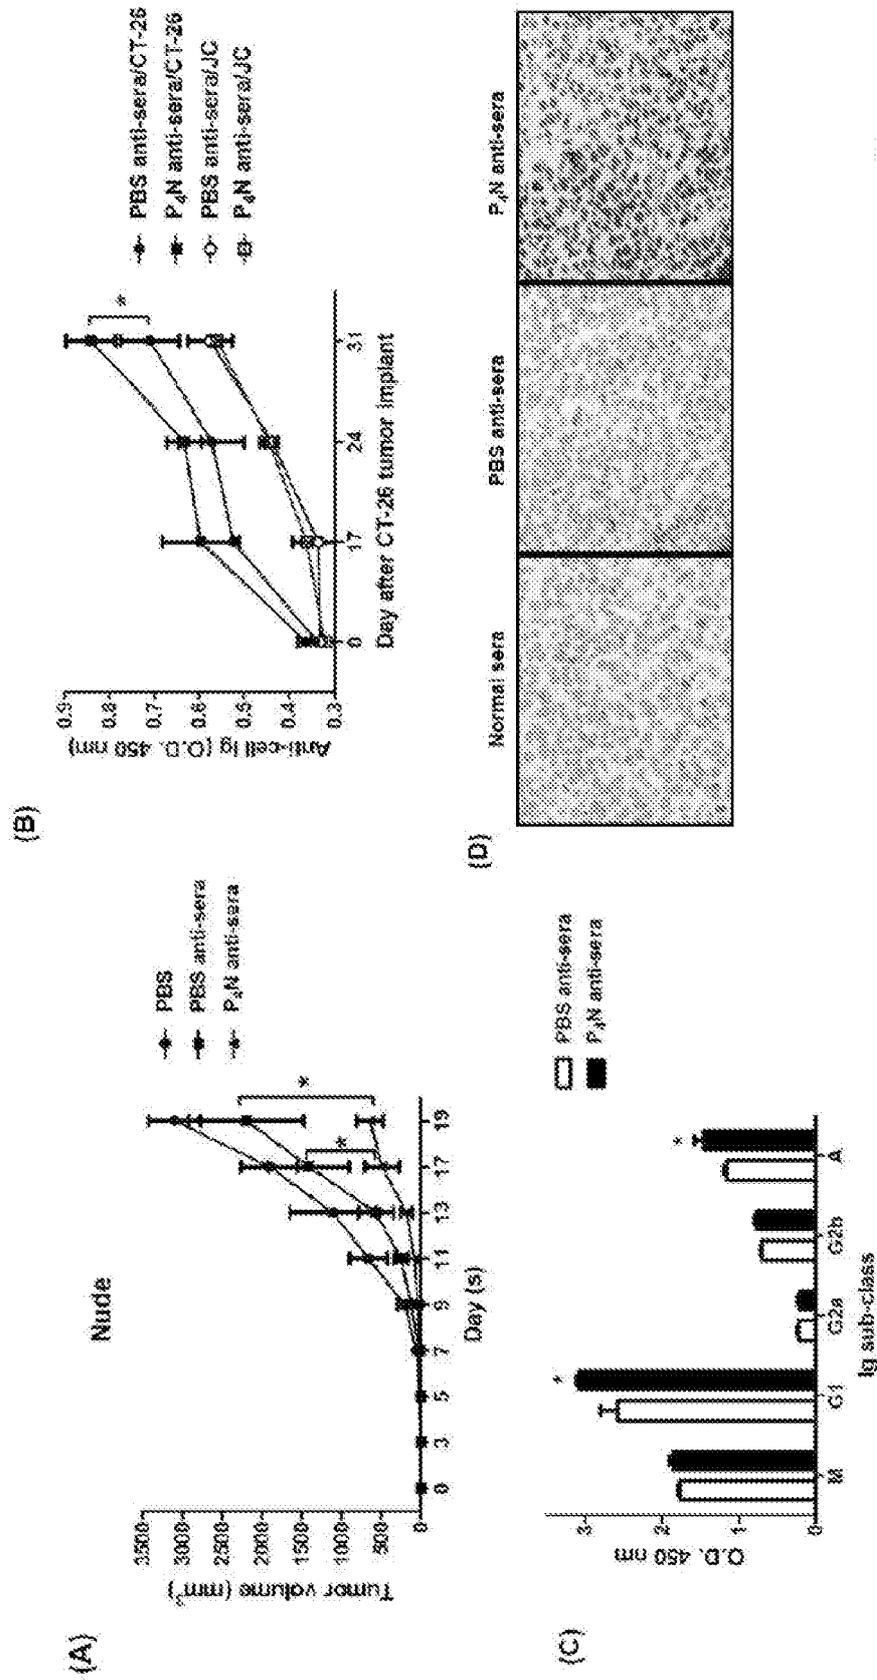 (A)
Nude
Tumor volume (mm3)
3500
3000
2500
2000
1500
1000
500
0
0 3 5 7 9 11 13 17 19
Day (s)
PBS
PBS anti-sera
P4N anti-sera
*
*
(B)
Anti-cell Ig (O.D. 450 nm)
0.9
0.8
0.7
0.6
0.5
0.4
0.3
0 17 24 31
Day after CT-26 tumor implant
PBS anti-sera/CT-26
P4N anti-sera/CT-26
PBS anti-sera/JC
P4N anti-sera/JC
*
(C)
O.D. 450 nm
3
2
1
0
M G1 G2a G2b A
Ig sub-class
PBS anti-sera
P4N anti-sera
*
*
(D)
Normal sera
PBS anti-sera
P4N anti-sera